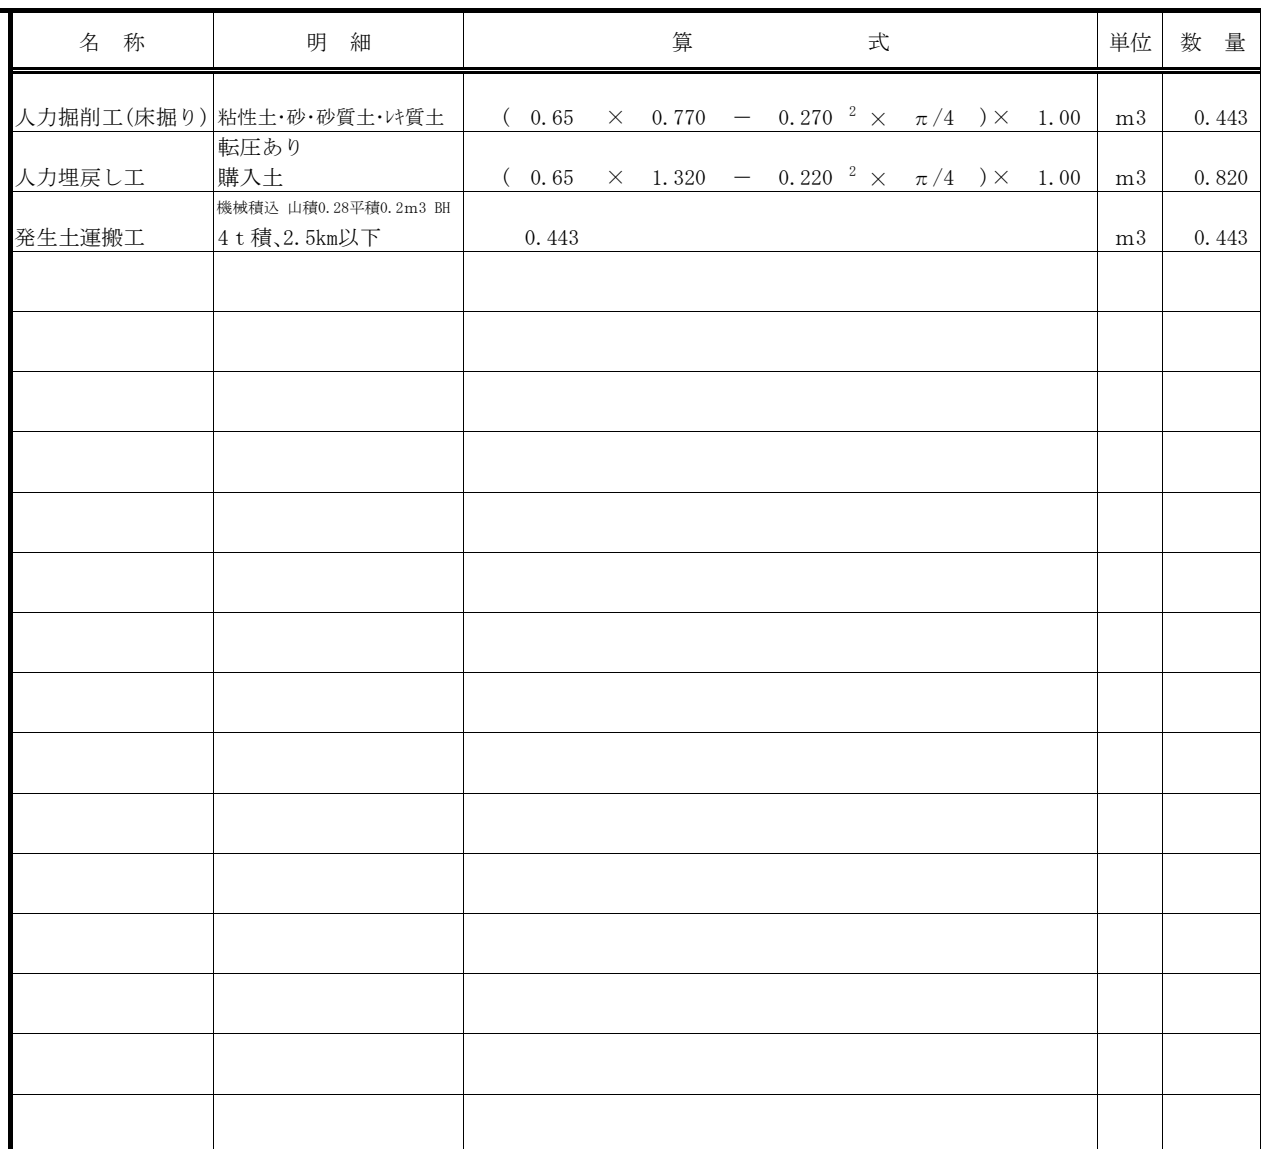 名　称 明　細 算　式 単位 数　量
人力掘削工(床掘り) 粘性土・砂・砂質土・ﾚｷ質土 ( 0.65 × 0.770 － 0.270 ² × π/4 )× 1.00 m3 0.443
転圧あり
人力埋戻し工 購入土 ( 0.65 × 1.320 － 0.220 ² × π/4 )× 1.00 m3 0.820
機械積込 山積0.28平積0.2m3 BH
発生土運搬工 4ｔ積、2.5km以下 0.443 m3 0.443